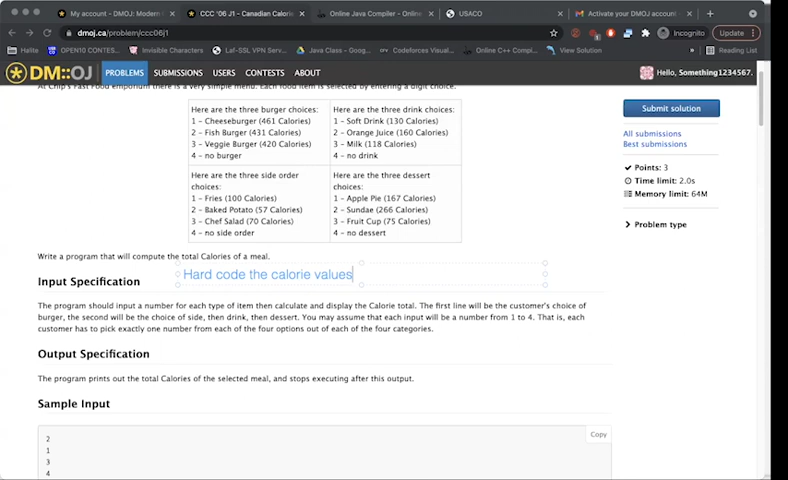 My account - DMOJ: Modern
CCC '06 J1 - Canadian Calorie
Online Java Compiler - Online
USACO
Activate your DMOJ account
dmoj.ca/problem/ccc06j1
Incognito
Update
Halite
OPEN10 CONTES...
Invisible Characters
Laf-SSL VPN Serv...
Java Class - Goog...
Codeforces Visual...
Online C++ Compil...
View Solution
»
Reading List
DM::OJ
PROBLEMS
SUBMISSIONS
USERS
CONTESTS
ABOUT
Hello, Something1234567.
At Chip's Fast Food emporium there is a very simple menu. Each food item is selected by entering a digit choice.
Here are the three burger choices:
1 – Cheeseburger (461 Calories)
2 – Fish Burger (431 Calories)
3 – Veggie Burger (420 Calories)
4 – no burger
Here are the three drink choices:
1 – Soft Drink (130 Calories)
2 – Orange Juice (160 Calories)
3 – Milk (118 Calories)
4 – no drink
Here are the three side order
choices:
1 – Fries (100 Calories)
2 – Baked Potato (57 Calories)
3 – Chef Salad (70 Calories)
4 – no side order
Here are the three dessert
choices:
1 – Apple Pie (167 Calories)
2 – Sundae (266 Calories)
3 – Fruit Cup (75 Calories)
4 – no dessert
Submit solution
All submissions
Best submissions
Points: 3
Time limit: 2.0s
Memory limit: 64M
Problem type
Write a program that will compute the total Calories of a meal.
Hard code the calorie values
Input Specification
The program should input a number for each type of item then calculate and display the Calorie total. The first line will be the customer's choice of
burger, the second will be the choice of side, then drink, then dessert. You may assume that each input will be a number from 1 to 4. That is, each
customer has to pick exactly one number from each of the four options out of each of the four categories.
Output Specification
The program prints out the total Calories of the selected meal, and stops executing after this output.
Sample Input
Copy
2
1
3
4